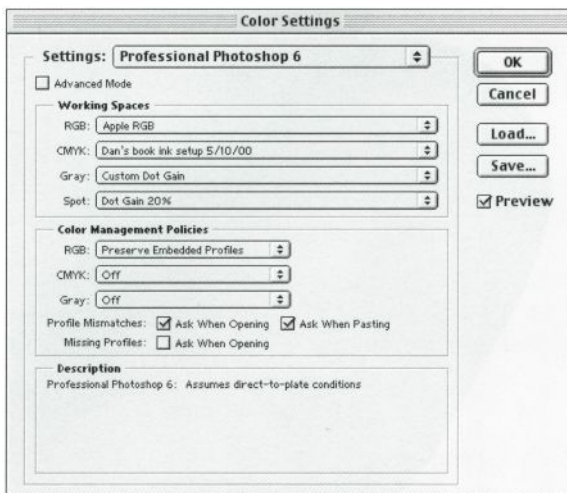 Color Settings
Settings: Professional Photoshop 6
Advanced Mode
Working Spaces
RGB: Apple RGB
CMYK: Dan's book ink setup 5/10/00
Gray: Custom Dot Gain
Spot: Dot Gain 20%
Color Management Policies
RGB: Preserve Embedded Profiles
CMYK: Off
Gray: Off
Profile Mismatches: Ask When Opening Ask When Pasting
Missing Profiles: Ask When Opening
Description
Professional Photoshop 6: Assumes direct-to-plate conditions
OK
Cancel
Load...
Save...
Preview